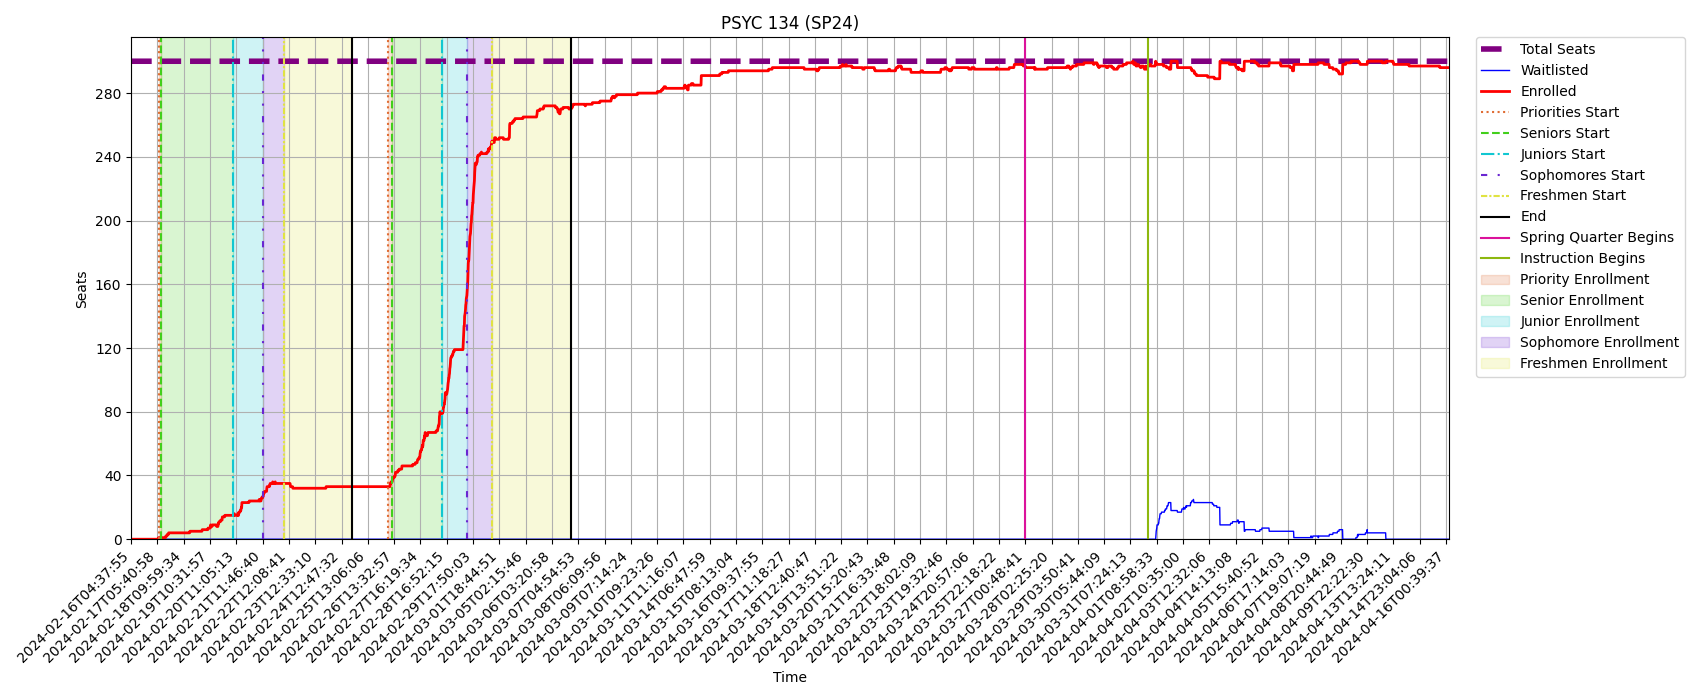 PSYC 134 (SP24)
Total Seats
Waitlisted
Enrolled
Priorities Start
Seniors Start
Juniors Start
Sophomores Start
Freshmen Start
End
Spring Quarter Begins
Instruction Begins
Priority Enrollment
Senior Enrollment
Junior Enrollment
Sophomore Enrollment
Freshmen Enrollment
Seats
280
240
200
160
120
80
40
0
2024-02-16T04:37:55
2024-02-17T05:40:58
2024-02-18T09:59:34
2024-02-19T10:31:57
2024-02-20T11:05:13
2024-02-21T11:46:40
2024-02-22T12:08:41
2024-02-23T12:33:10
2024-02-24T12:47:32
2024-02-25T13:06:06
2024-02-26T13:32:57
2024-02-27T16:19:34
2024-02-28T16:52:15
2024-02-29T17:50:03
2024-03-01T18:44:51
2024-03-05T02:15:46
2024-03-06T03:20:58
2024-03-07T04:54:53
2024-03-08T06:09:56
2024-03-09T07:14:24
2024-03-10T09:23:26
2024-03-11T11:16:07
2024-03-14T06:47:59
2024-03-15T08:13:04
2024-03-16T09:37:55
2024-03-17T11:18:27
2024-03-18T12:40:47
2024-03-19T13:51:22
2024-03-20T15:20:43
2024-03-21T16:33:48
2024-03-22T18:02:09
2024-03-23T19:32:46
2024-03-24T20:57:06
2024-03-25T22:18:22
2024-03-27T00:48:41
2024-03-28T02:25:20
2024-03-29T03:50:41
2024-03-30T05:44:09
2024-03-31T07:24:13
2024-04-01T08:58:33
2024-04-02T10:35:00
2024-04-03T12:32:06
2024-04-04T14:13:08
2024-04-05T15:40:52
2024-04-06T17:14:03
2024-04-07T19:07:19
2024-04-08T20:44:49
2024-04-09T22:22:30
2024-04-13T13:24:11
2024-04-14T23:04:06
2024-04-16T00:39:37
Time